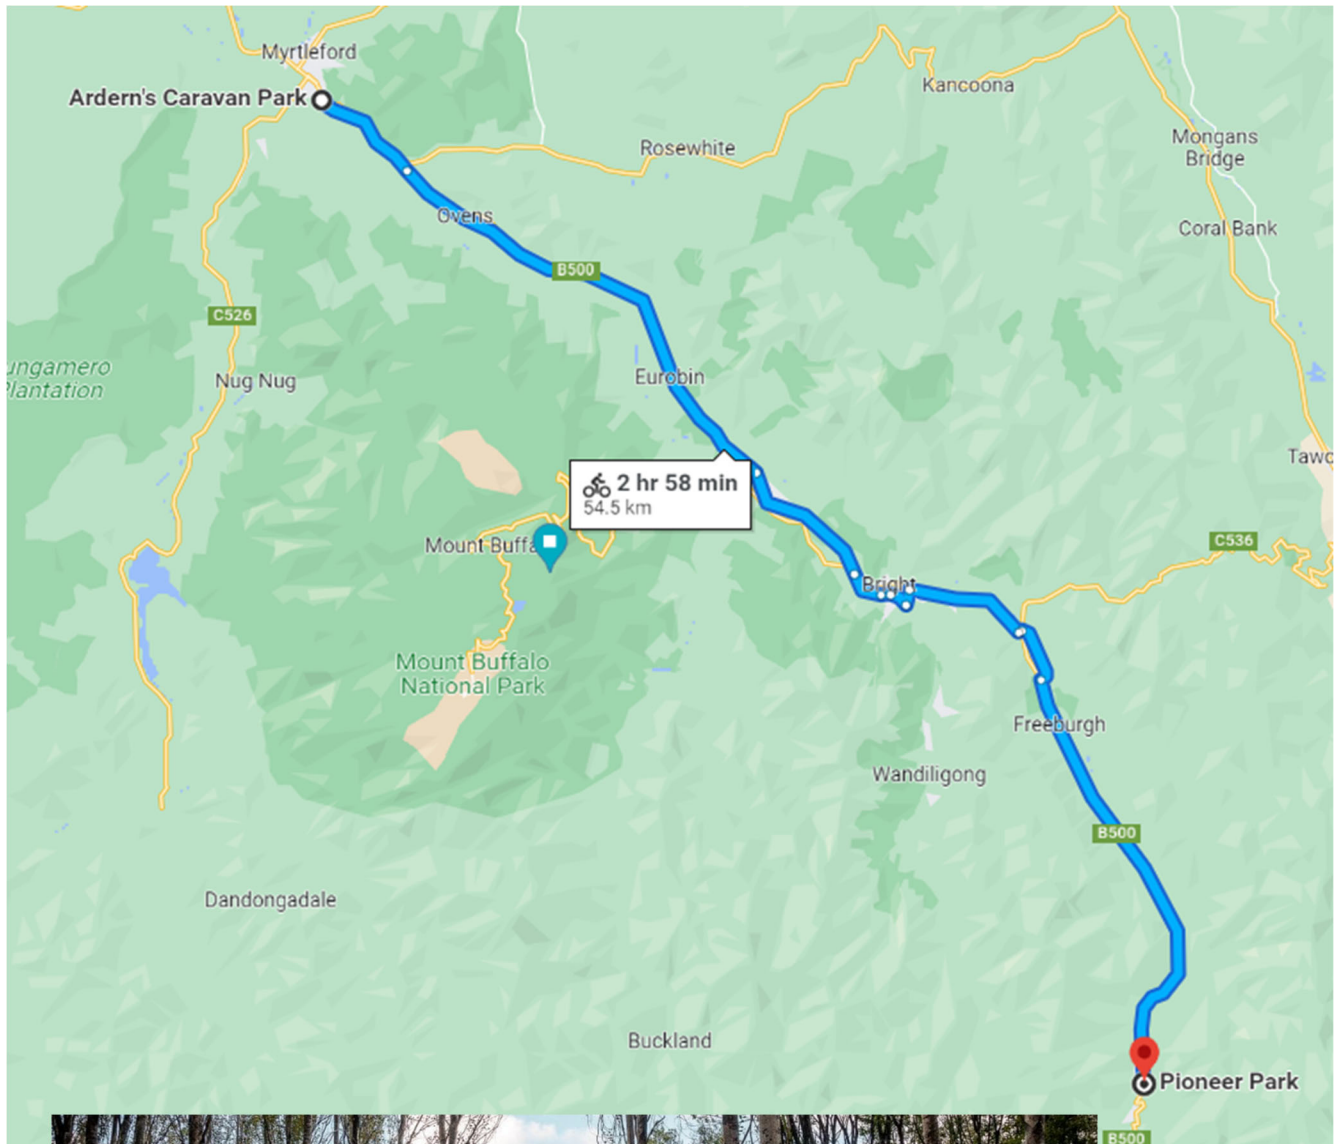 Myrtleford
Ardern's Caravan Park
Kancoona
Rosewhite
Mongans
Bridge
Ovens
Coral Bank
B500
C526
ungamero
Plantation
Nug Nug
Eurobin
Tawo
2 hr 58 min
54.5 km
C536
Mount Buffa
Bright
Mount Buffalo
National Park
Freeburgh
Wandiligong
B500
Dandongadale
Buckland
Pioneer Park
B500